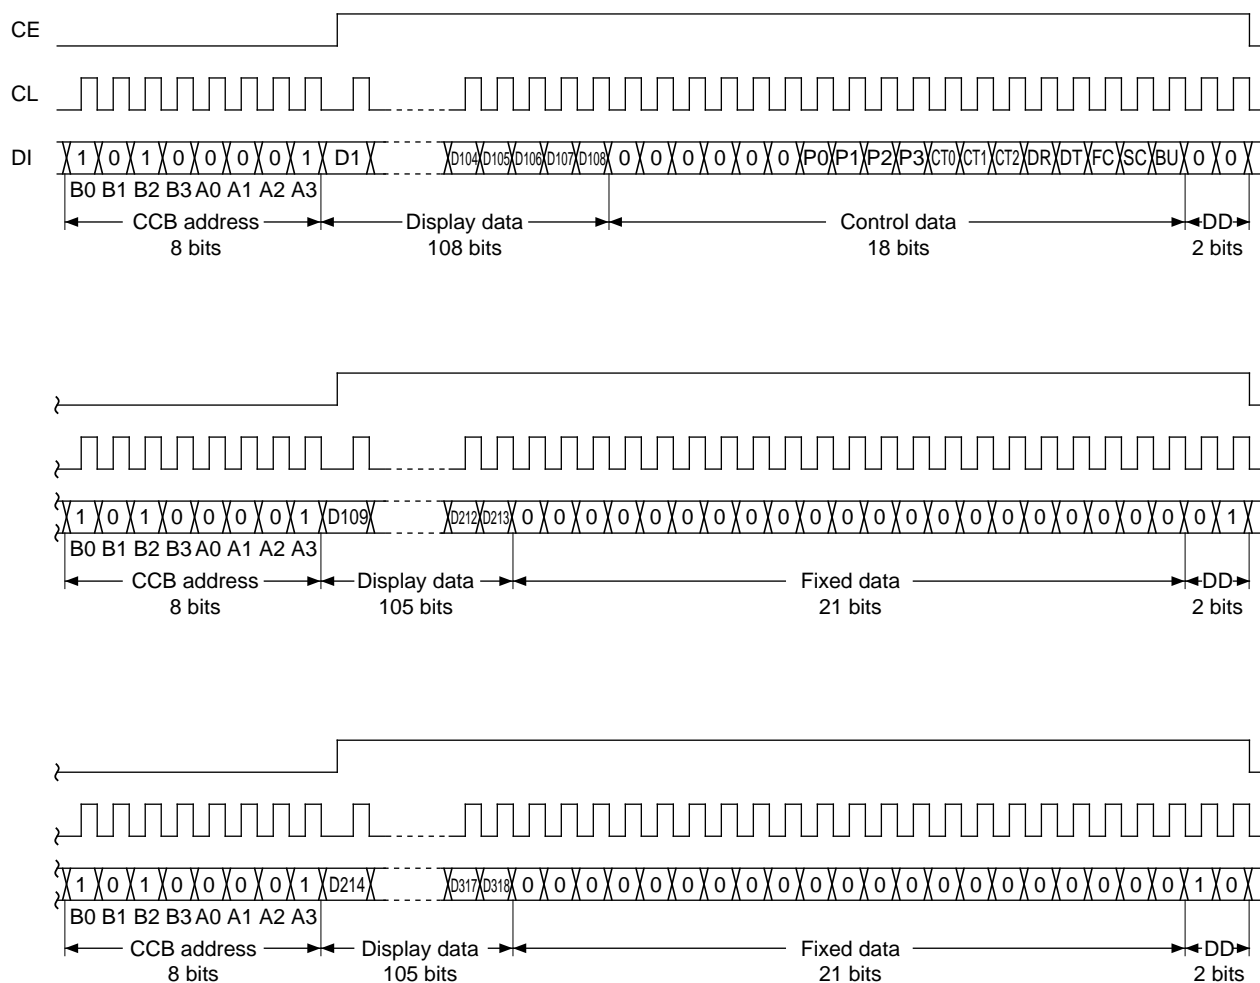 CE
CL
DI 1 0 1 0 0 0 0 1 D1 D104 D105 D106 D107 D108 0 0 0 0 0 0 P0 P1 P2 P3 CT0 CT1 CT2 DR DT FC SC BU 0 0
B0 B1 B2 B3 A0 A1 A2 A3
CCB address Display data Control data DD
8 bits 108 bits 18 bits 2 bits
1 0 1 0 0 0 0 1 D109 D212 D213 0 0 0 0 0 0 0 0 0 0 0 0 0 0 0 0 0 0 0 0 0 0 1
B0 B1 B2 B3 A0 A1 A2 A3
CCB address Display data Fixed data DD
8 bits 105 bits 21 bits 2 bits
1 0 1 0 0 0 0 1 D214 D317 D318 0 0 0 0 0 0 0 0 0 0 0 0 0 0 0 0 0 0 0 0 0 1 0
B0 B1 B2 B3 A0 A1 A2 A3
CCB address Display data Fixed data DD
8 bits 105 bits 21 bits 2 bits